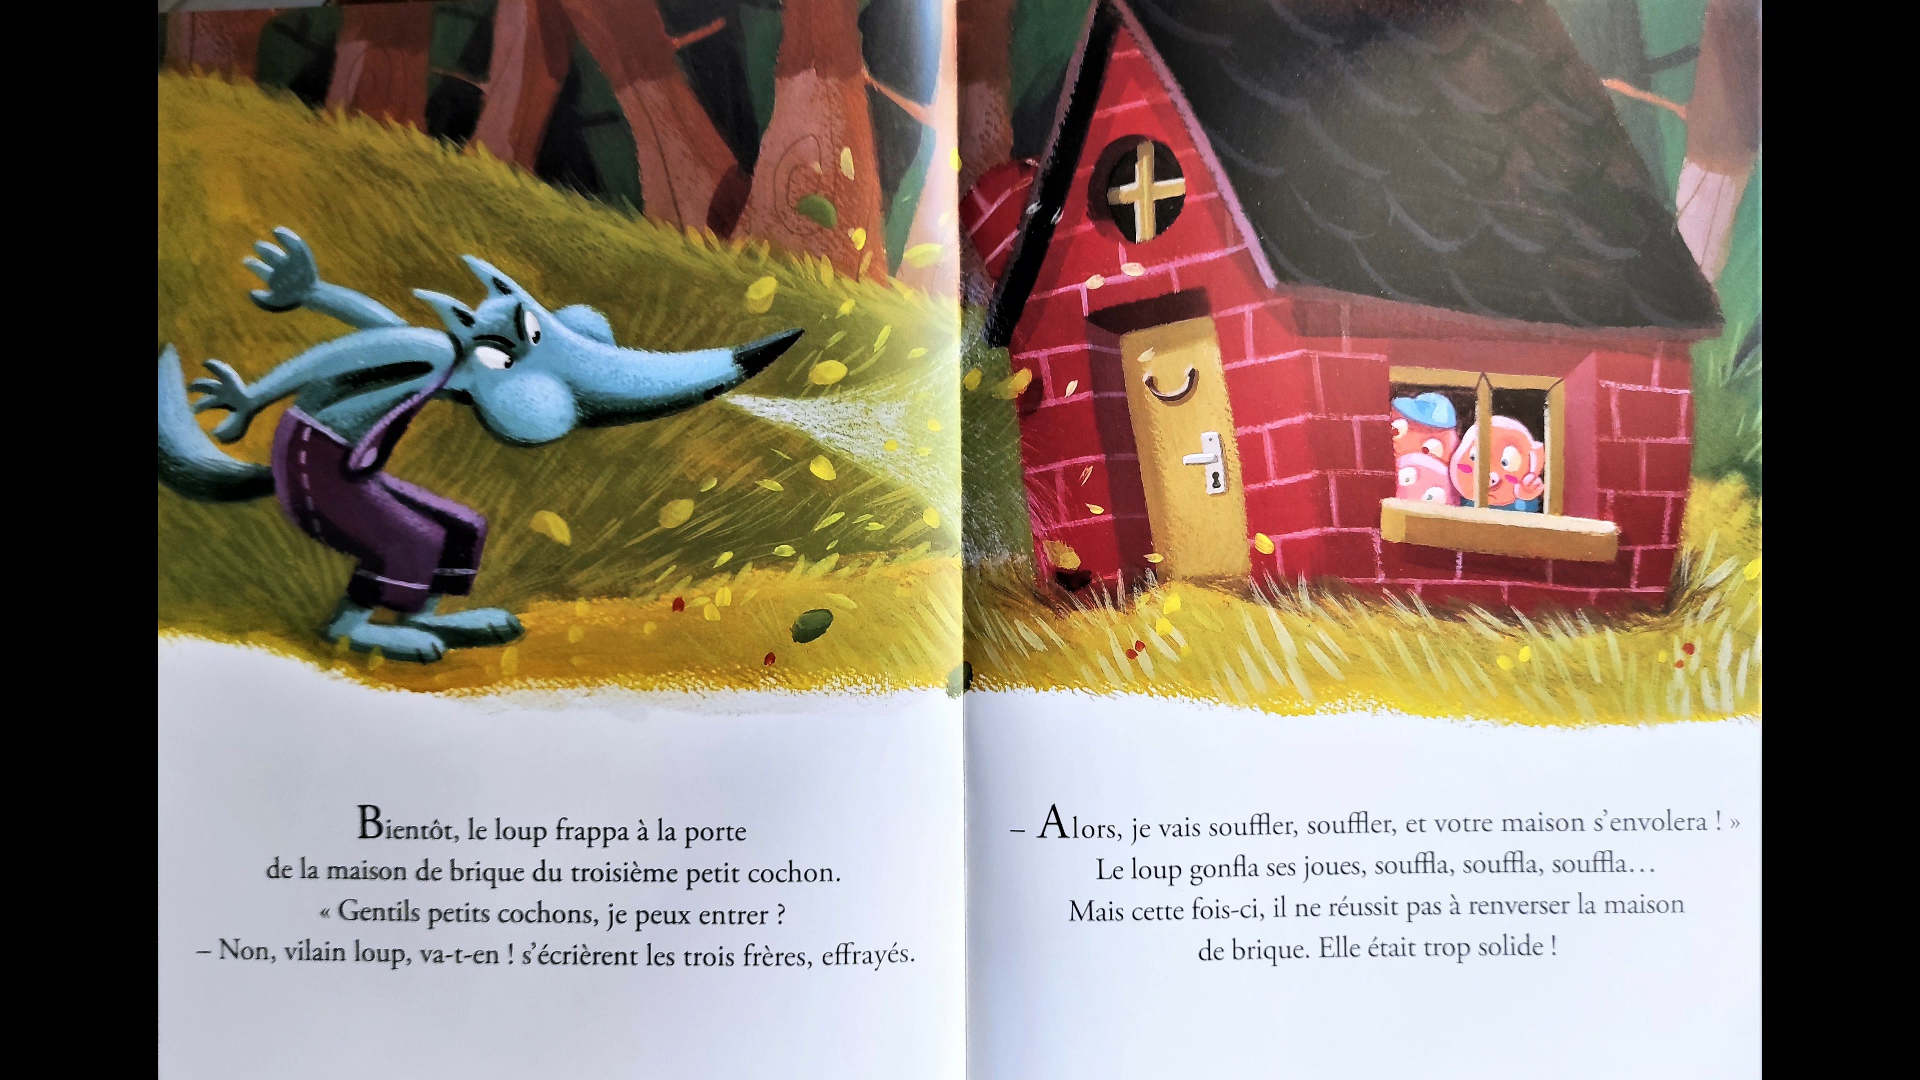 Bientôt, le loup frappa à la porte
de la maison de brique du troisième petit cochon.
« Gentils petits cochons, je peux entrer ?
– Non, vilain loup, va-t-en ! s’écrièrent les trois frères, effrayés.
– Alors, je vais souffler, souffler, et votre maison s’envolera ! »
Le loup gonfla ses joues, souffla, souffla, souffla…
Mais cette fois-ci, il ne réussit pas à renverser la maison
de brique. Elle était trop solide !